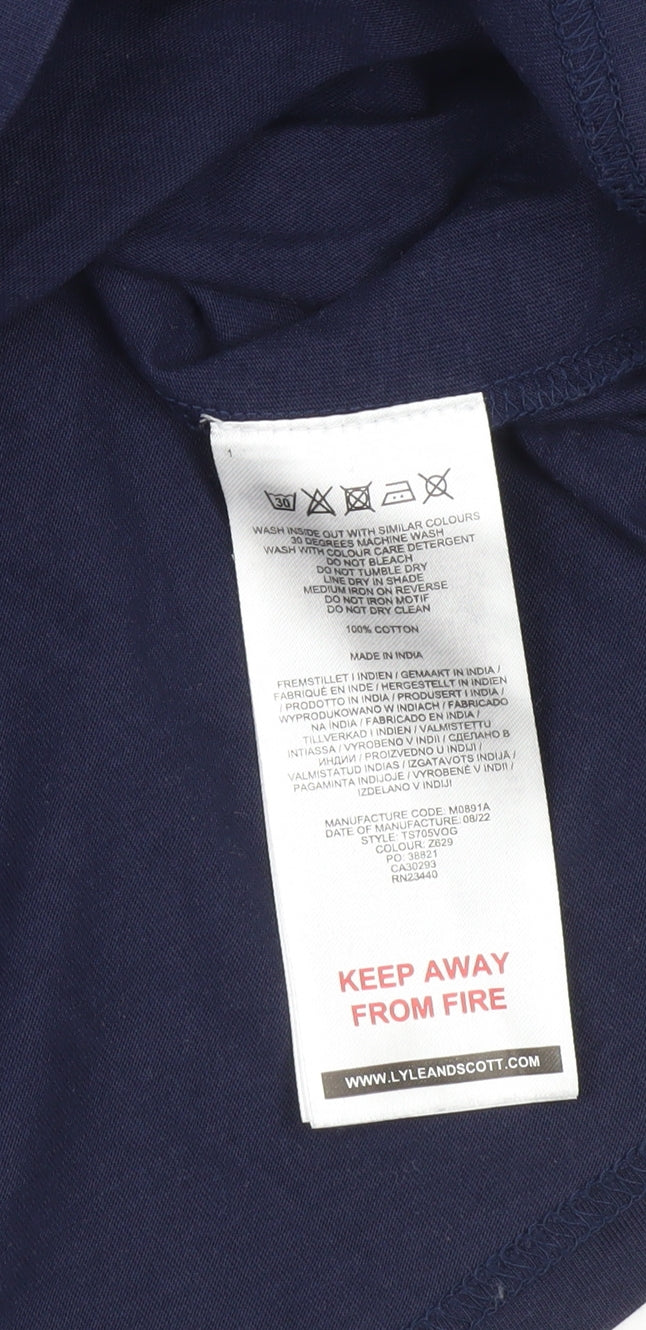 1
30
WASH INSIDE OUT WITH SIMILAR COLOURS
30 DEGREES MACHINE WASH
WASH WITH COLOUR CARE DETERGENT
DO NOT BLEACH
DO NOT TUMBLE DRY
LINE DRY IN SHADE
MEDIUM IRON ON REVERSE
DO NOT IRON MOTIF
DO NOT DRY CLEAN
100% COTTON
MADE IN INDIA
FREMSTILLET I INDIEN / GEMAAKT IN INDIA /
FABRIQUÉ EN INDE / HERGESTELLT IN INDIEN
/ PRODOTTO IN INDIA / PRODUSERT I INDIA /
WYPRODUKOWANO W INDIACH / FABRICADO
NA ÍNDIA / FABRICADO EN INDIA /
TILLVERKAD I INDIEN / VALMISTETTU
INTIASSA / VYROBENO V INDII / СДЕЛАНО В
ИНДИИ / PROIZVEDNO U INDIJI /
VALMISTATUD INDIAS / IZGATAVOTS INDIJĀ /
PAGAMINTA INDIJOJE / VYROBENÉ V INDII /
IZDELANO V INDIJI
MANUFACTURE CODE: M0891A
DATE OF MANUFACTURE: 08/22
STYLE: TS705VOG
COLOUR: Z629
PO: 38821
CA30293
RN23440
KEEP AWAY
FROM FIRE
WWW.LYLEANDSCOTT.COM